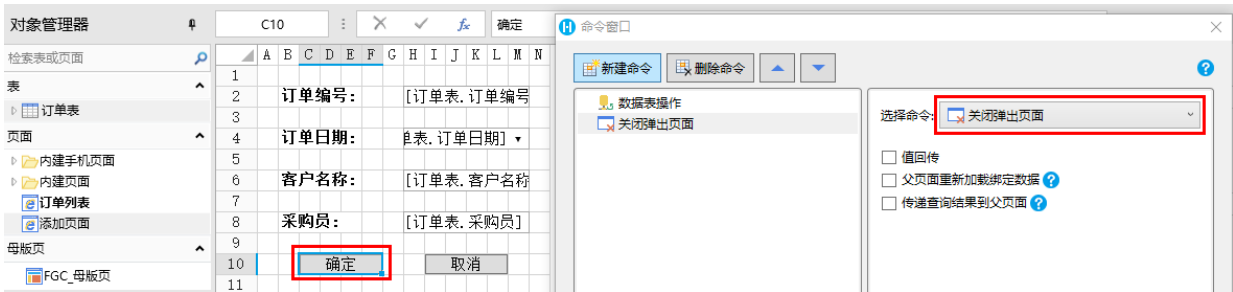 对象管理器
检索表或页面
表
订单表
页面
内建手机页面
内建页面
订单列表
添加页面
母版页
FGC_母版页
C10
fx
确定
A B C D E F G H I J K L M N
1
2 订单编号: [订单表.订单编号
3
4 订单日期: 单表.订单日期]
5
6 客户名称: [订单表.客户名称
7
8 采购员: [订单表.采购员]
9
10 确定 取消
11
命令窗口
新建命令 删除命令
数据表操作
关闭弹出页面
选择命令: 关闭弹出页面
值回传
父页面重新加载绑定数据
传递查询结果到父页面